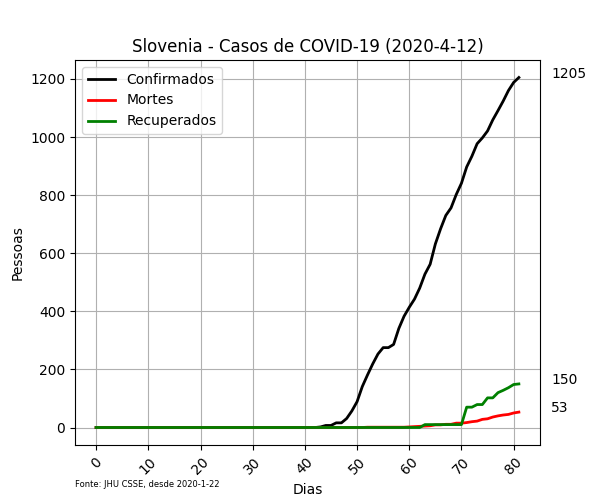 Slovenia - Casos de COVID-19 (2020-4-12)
Confirmados
Mortes
Recuperados
1205
150
53
1200
1000
800
600
400
200
0
Pessoas
0 10 20 30 40 50 60 70 80
Fonte: JHU CSSE, desde 2020-1-22
Dias